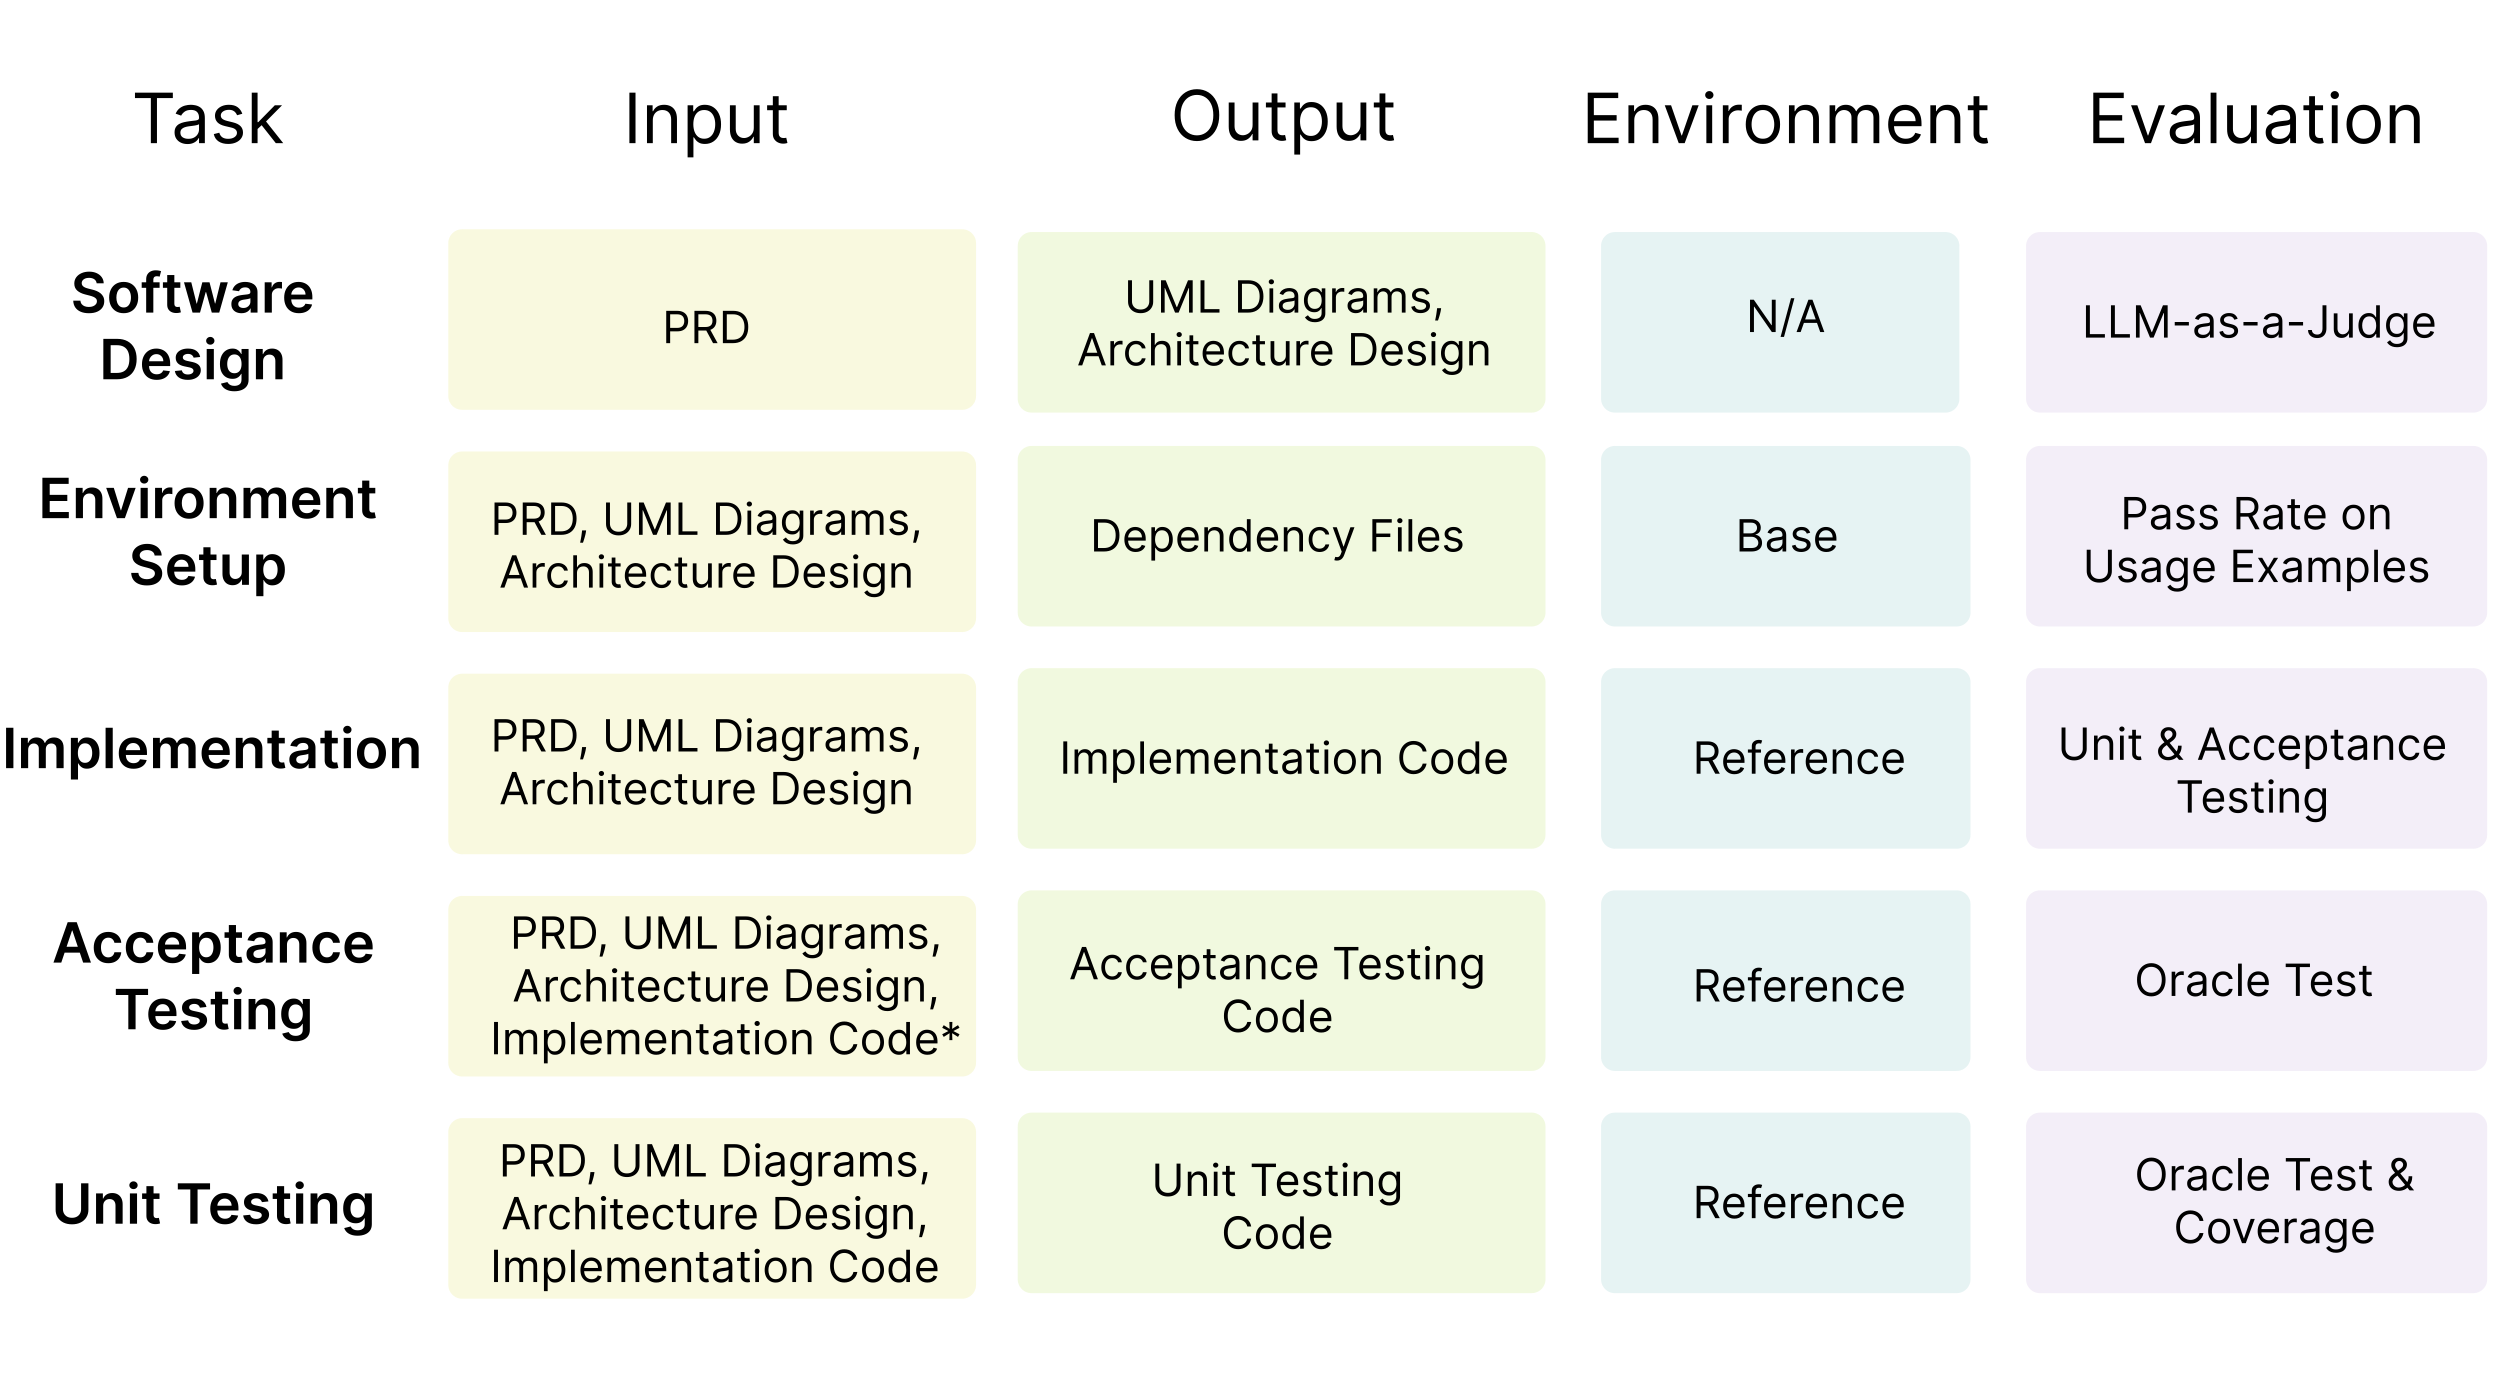 Task Input Output Environment Evaluation
Software
Design
PRD
UML Diagrams,
Architecture Design
N/A
LLM-as-a-Judge
Environment
Setup
PRD, UML Diagrams
Architecture Design
Dependency Files
Base
Pass Rate on
Usage Examples
Implementation
PRD, UML Diagrams
Architecture Design
Implementation Code
Reference
Unit & Acceptance
Testing
Acceptance
Testing
PRD, UML Diagrams,
Architecture Design,
Implementation Code*
Acceptance Testing
Code
Reference
Oracle Test
Unit Testing
PRD, UML Diagrams,
Architecture Design,
Implementation Code
Unit Testing
Code
Reference
Oracle Test &
Coverage